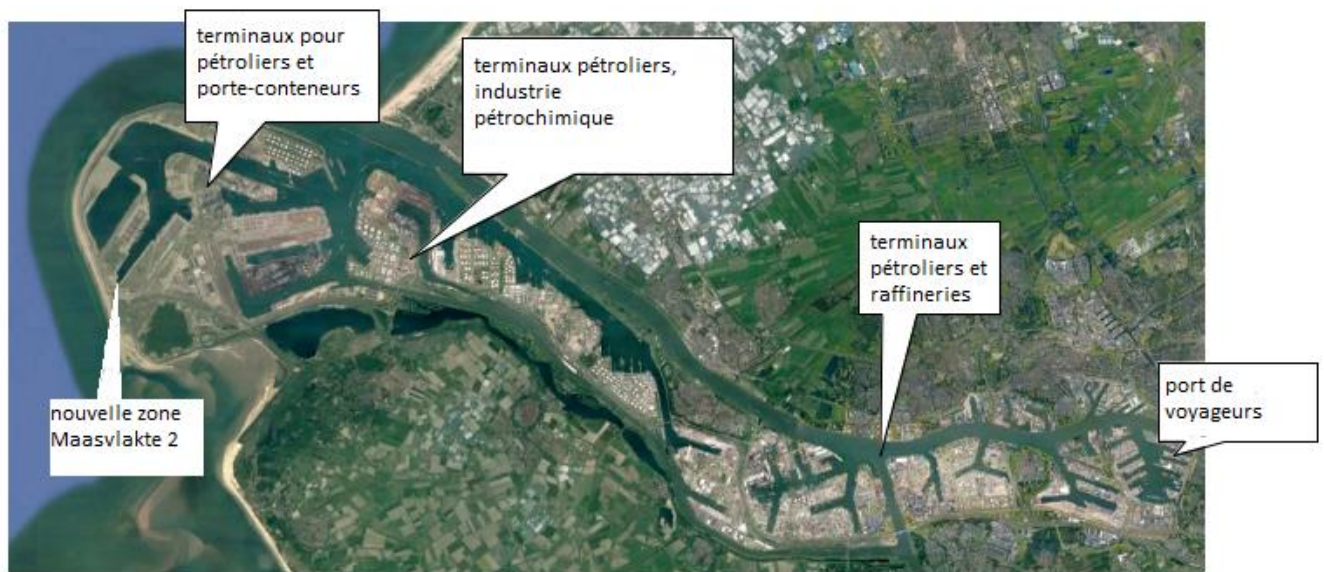 terminaux pour
pétroliers et
porte-conteneurs
terminaux pétroliers,
industrie
pétrochimique
terminaux
pétroliers et
raffineries
port de
voyageurs
nouvelle zone
Maasvlakte 2